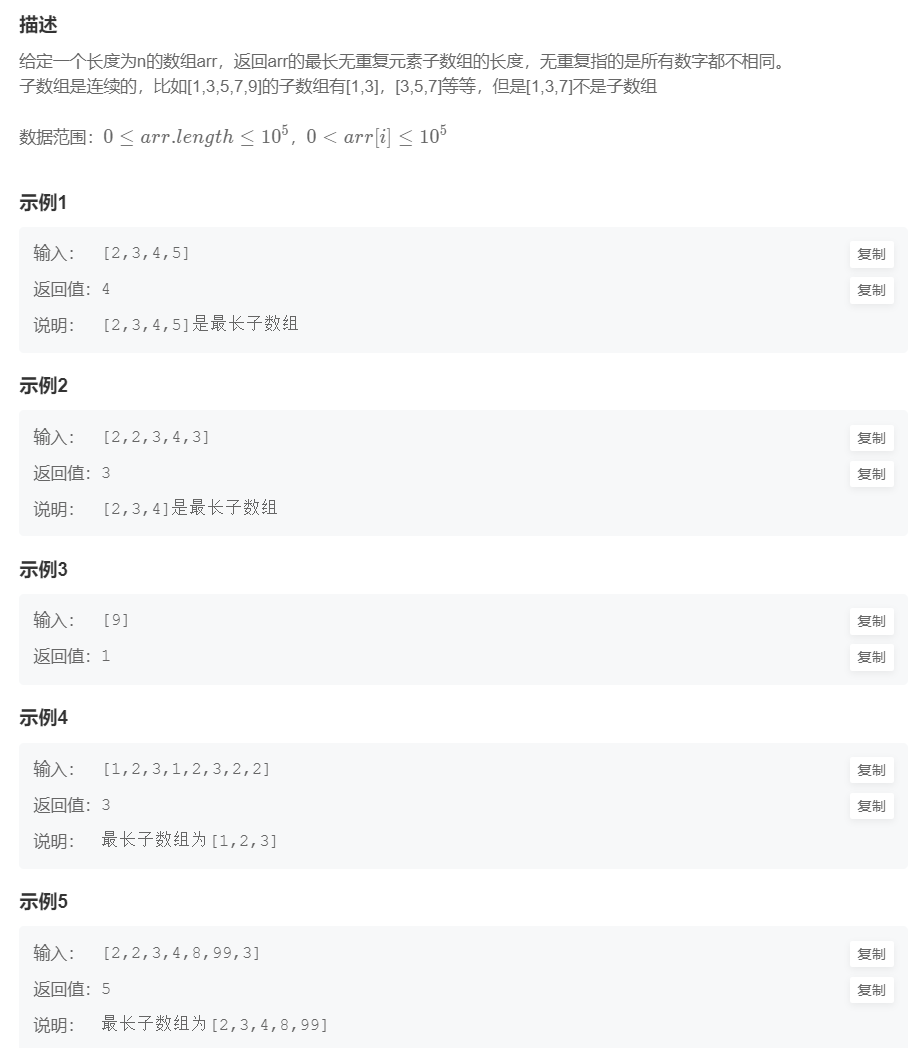 描述
给定一个长度为n的数组arr，返回arr的最长无重复元素子数组的长度，无重复指的是所有数字都不相同。
子数组是连续的，比如[1,3,5,7,9]的子数组有[1,3]，[3,5,7]等等，但是[1,3,7]不是子数组
数据范围：0 ≤ arr.length ≤ 10^5，0 < arr[i] ≤ 10^5
示例1
输入： [2,3,4,5] 复制
返回值：4 复制
说明： [2,3,4,5]是最长子数组
示例2
输入： [2,2,3,4,3] 复制
返回值：3 复制
说明： [2,3,4]是最长子数组
示例3
输入： [9] 复制
返回值：1 复制
示例4
输入： [1,2,3,1,2,3,2,2] 复制
返回值：3 复制
说明： 最长子数组为[1,2,3]
示例5
输入： [2,2,3,4,8,99,3] 复制
返回值：5 复制
说明： 最长子数组为[2,3,4,8,99]